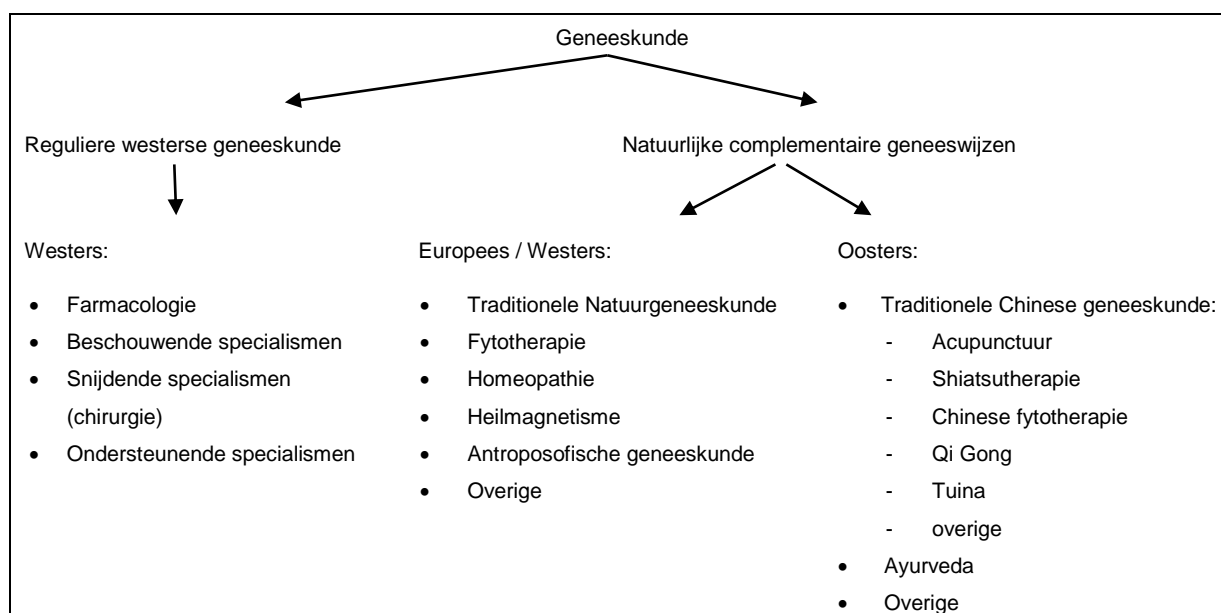 Geneeskunde
Reguliere westerse geneeskunde
Natuurlijke complementaire geneeswijzen
Westers:
• Farmacologie
• Beschouwende specialismen
• Snijdende specialismen
(chirurgie)
• Ondersteunende specialismen
Europees / Westers:
• Traditionele Natuurgeneeskunde
• Fytotherapie
• Homeopathie
• Heilmagnetisme
• Antroposofische geneeskunde
• Overige
Oosters:
• Traditionele Chinese geneeskunde:
- Acupunctuur
- Shiatsutherapie
- Chinese fytotherapie
- Qi Gong
- Tuina
- overige
• Ayurveda
• Overige